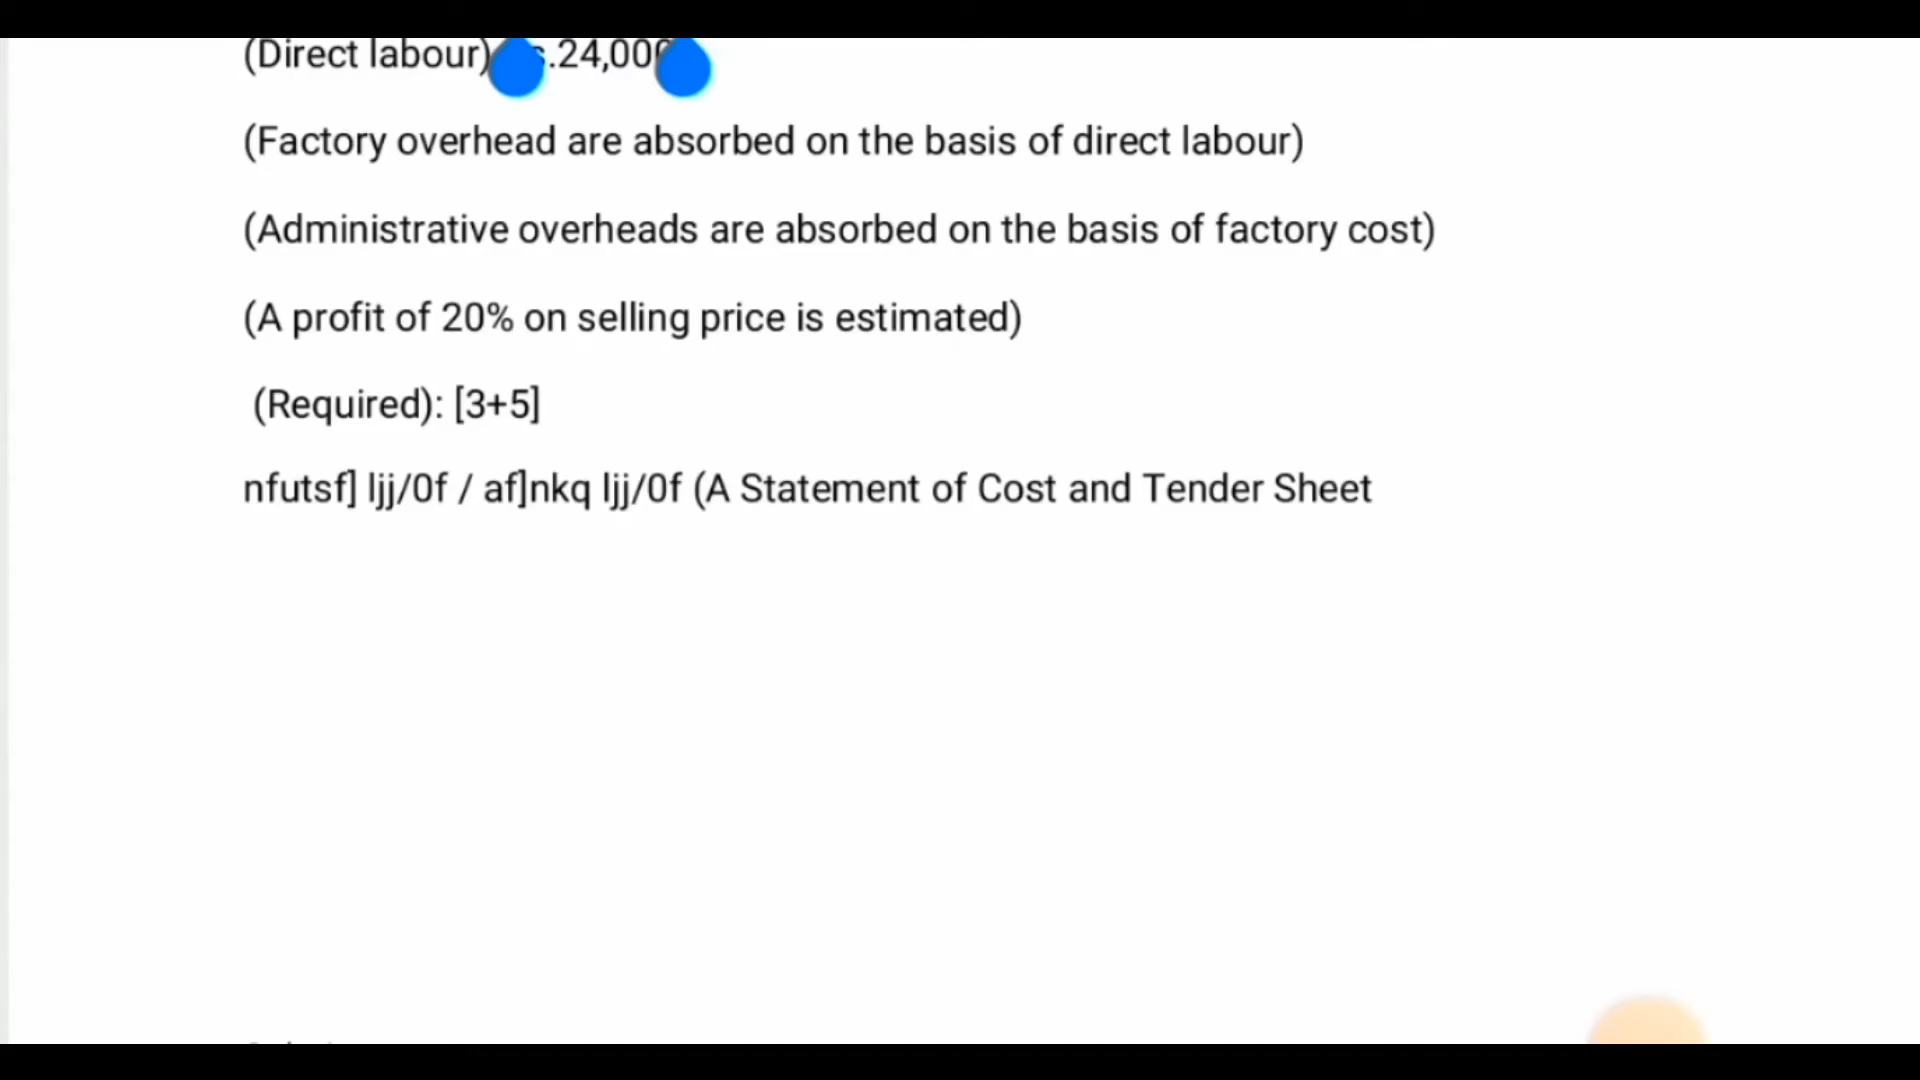 (Direct labour) .24,000
(Factory overhead are absorbed on the basis of direct labour)
(Administrative overheads are absorbed on the basis of factory cost)
(A profit of 20% on selling price is estimated)
(Required): [3+5]
nfutsf] ljj/0f / af]nkq ljj/0f (A Statement of Cost and Tender Sheet